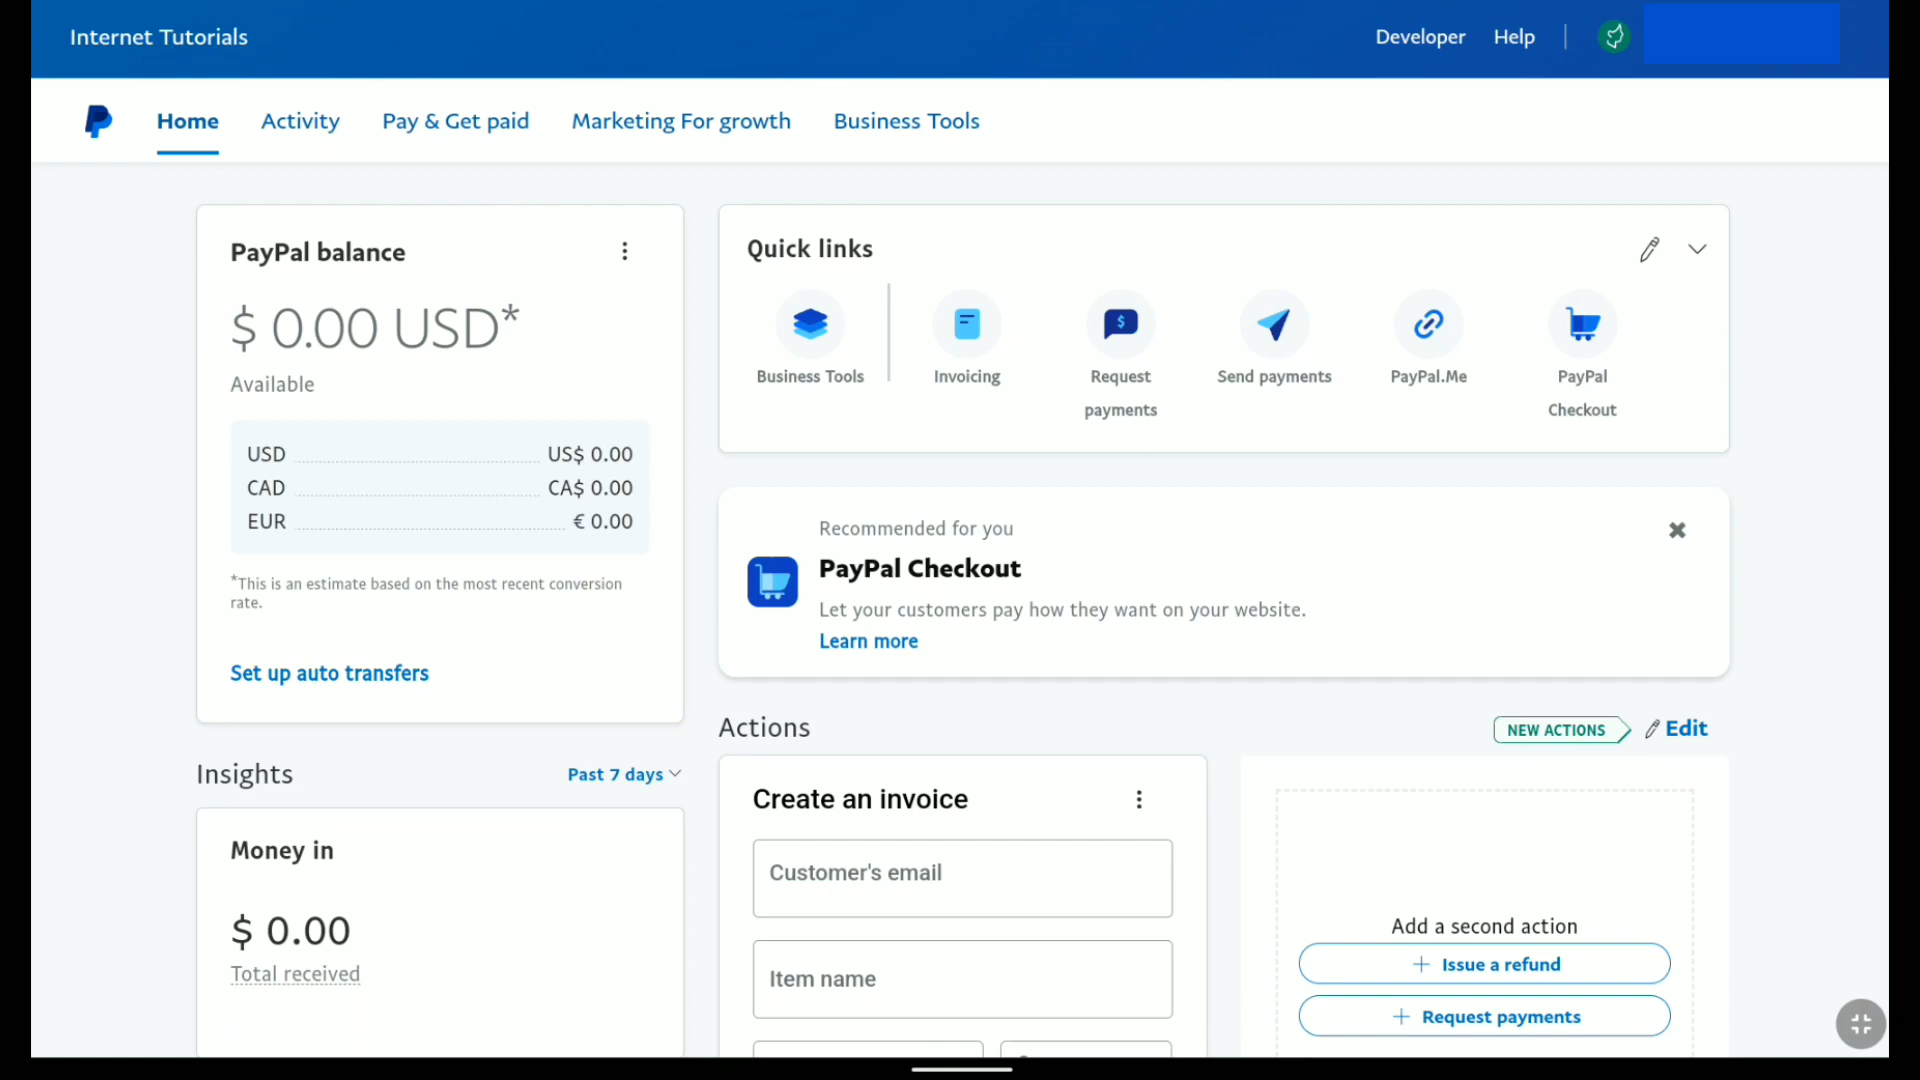 Internet Tutorials
Developer Help
Home Activity Pay & Get paid Marketing For growth Business Tools
PayPal balance
$ 0.00 USD*
Available
USD US$ 0.00
CAD CA$ 0.00
EUR € 0.00
*This is an estimate based on the most recent conversion
rate.
Set up auto transfers
Quick links
Business Tools
Invoicing
Request
payments
Send payments
PayPal.Me
PayPal
Checkout
Recommended for you
PayPal Checkout
Let your customers pay how they want on your website.
Learn more
Insights
Past 7 days
Money in
$ 0.00
Total received
Actions
NEW ACTIONS
Edit
Create an invoice
Customer's email
Item name
Add a second action
Issue a refund
Request payments